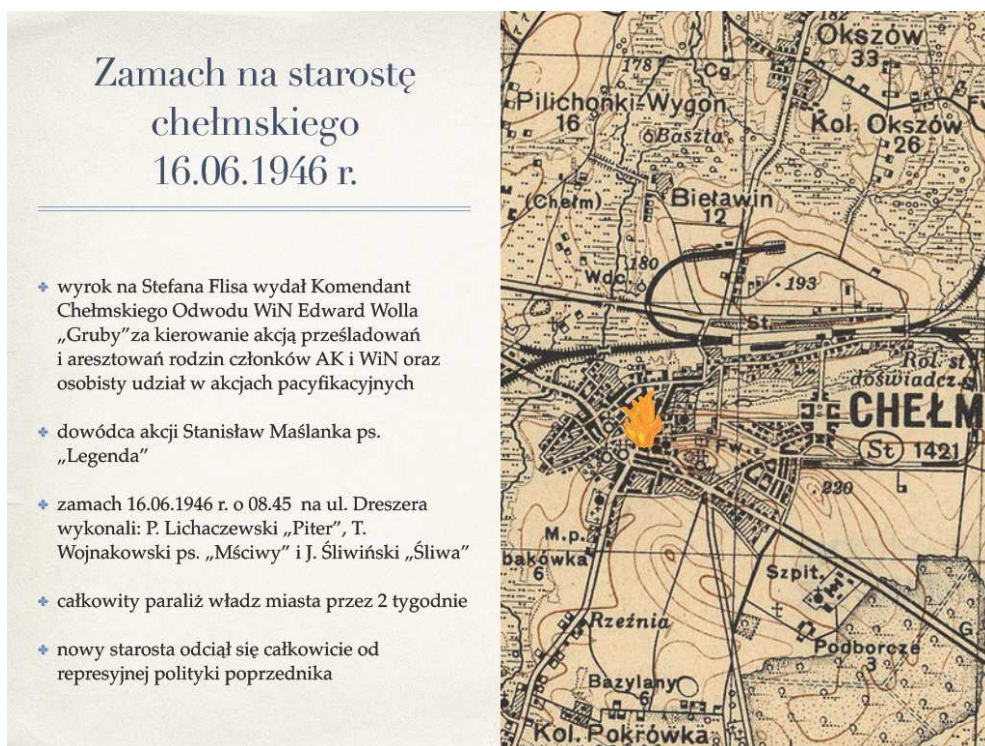 Zamach na starostę
chełmskiego
16.06.1946 r.
wyrok na Stefana Flisa wydał Komendant
Chełmskiego Odwodu WiN Edward Wolla
„Gruby”za kierowanie akcją prześladowań
i aresztowań rodzin członków AK i WiN oraz
osobisty udział w akcjach pacyfikacyjnych
dowódca akcji Stanisław Maślanka ps.
„Legenda”
zamach 16.06.1946 r. o 08.45 na ul. Dreszera
wykonali: P. Lichaczewski „Piter”, T.
Wojnakowski ps. „Mściwy” i J. Śliwiński „Śliwa”
całkowity paraliż władz miasta przez 2 tygodnie
nowy starosta odciął się całkowicie od
represyjnej polityki poprzednika
182
Okszów
33
178
Cg.
Pilichonki-Wygon
16
Baszta
Kol. Okszów
26
(Chełm)
Bieławin
12
Wdc.
180
193
St.
Rol. st.
doświadcz.
CHEŁM
St 1421
Fw.
220
M.p.
bakówka
6
Szpit.
Rzeźnia
G
Podborcze
3
Bazylany
6
Kol. Pokrówka